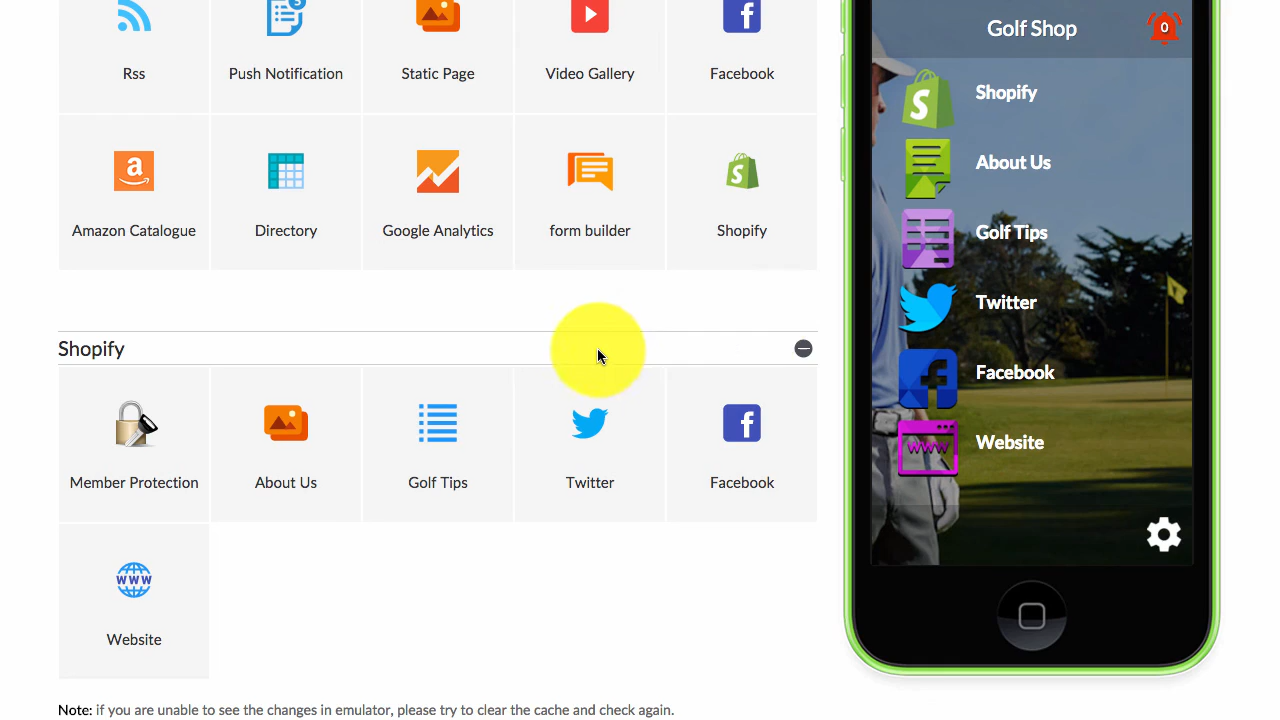 Rss
Push Notification
Static Page
Video Gallery
Facebook
Amazon Catalogue
Directory
Google Analytics
form builder
Shopify
Shopify
Member Protection
About Us
Golf Tips
Twitter
Facebook
WWW
Website
Note: if you are unable to see the changes in emulator, please try to clear the cache and check again.
Golf Shop
0
Shopify
About Us
Golf Tips
Twitter
Facebook
WWW
Website